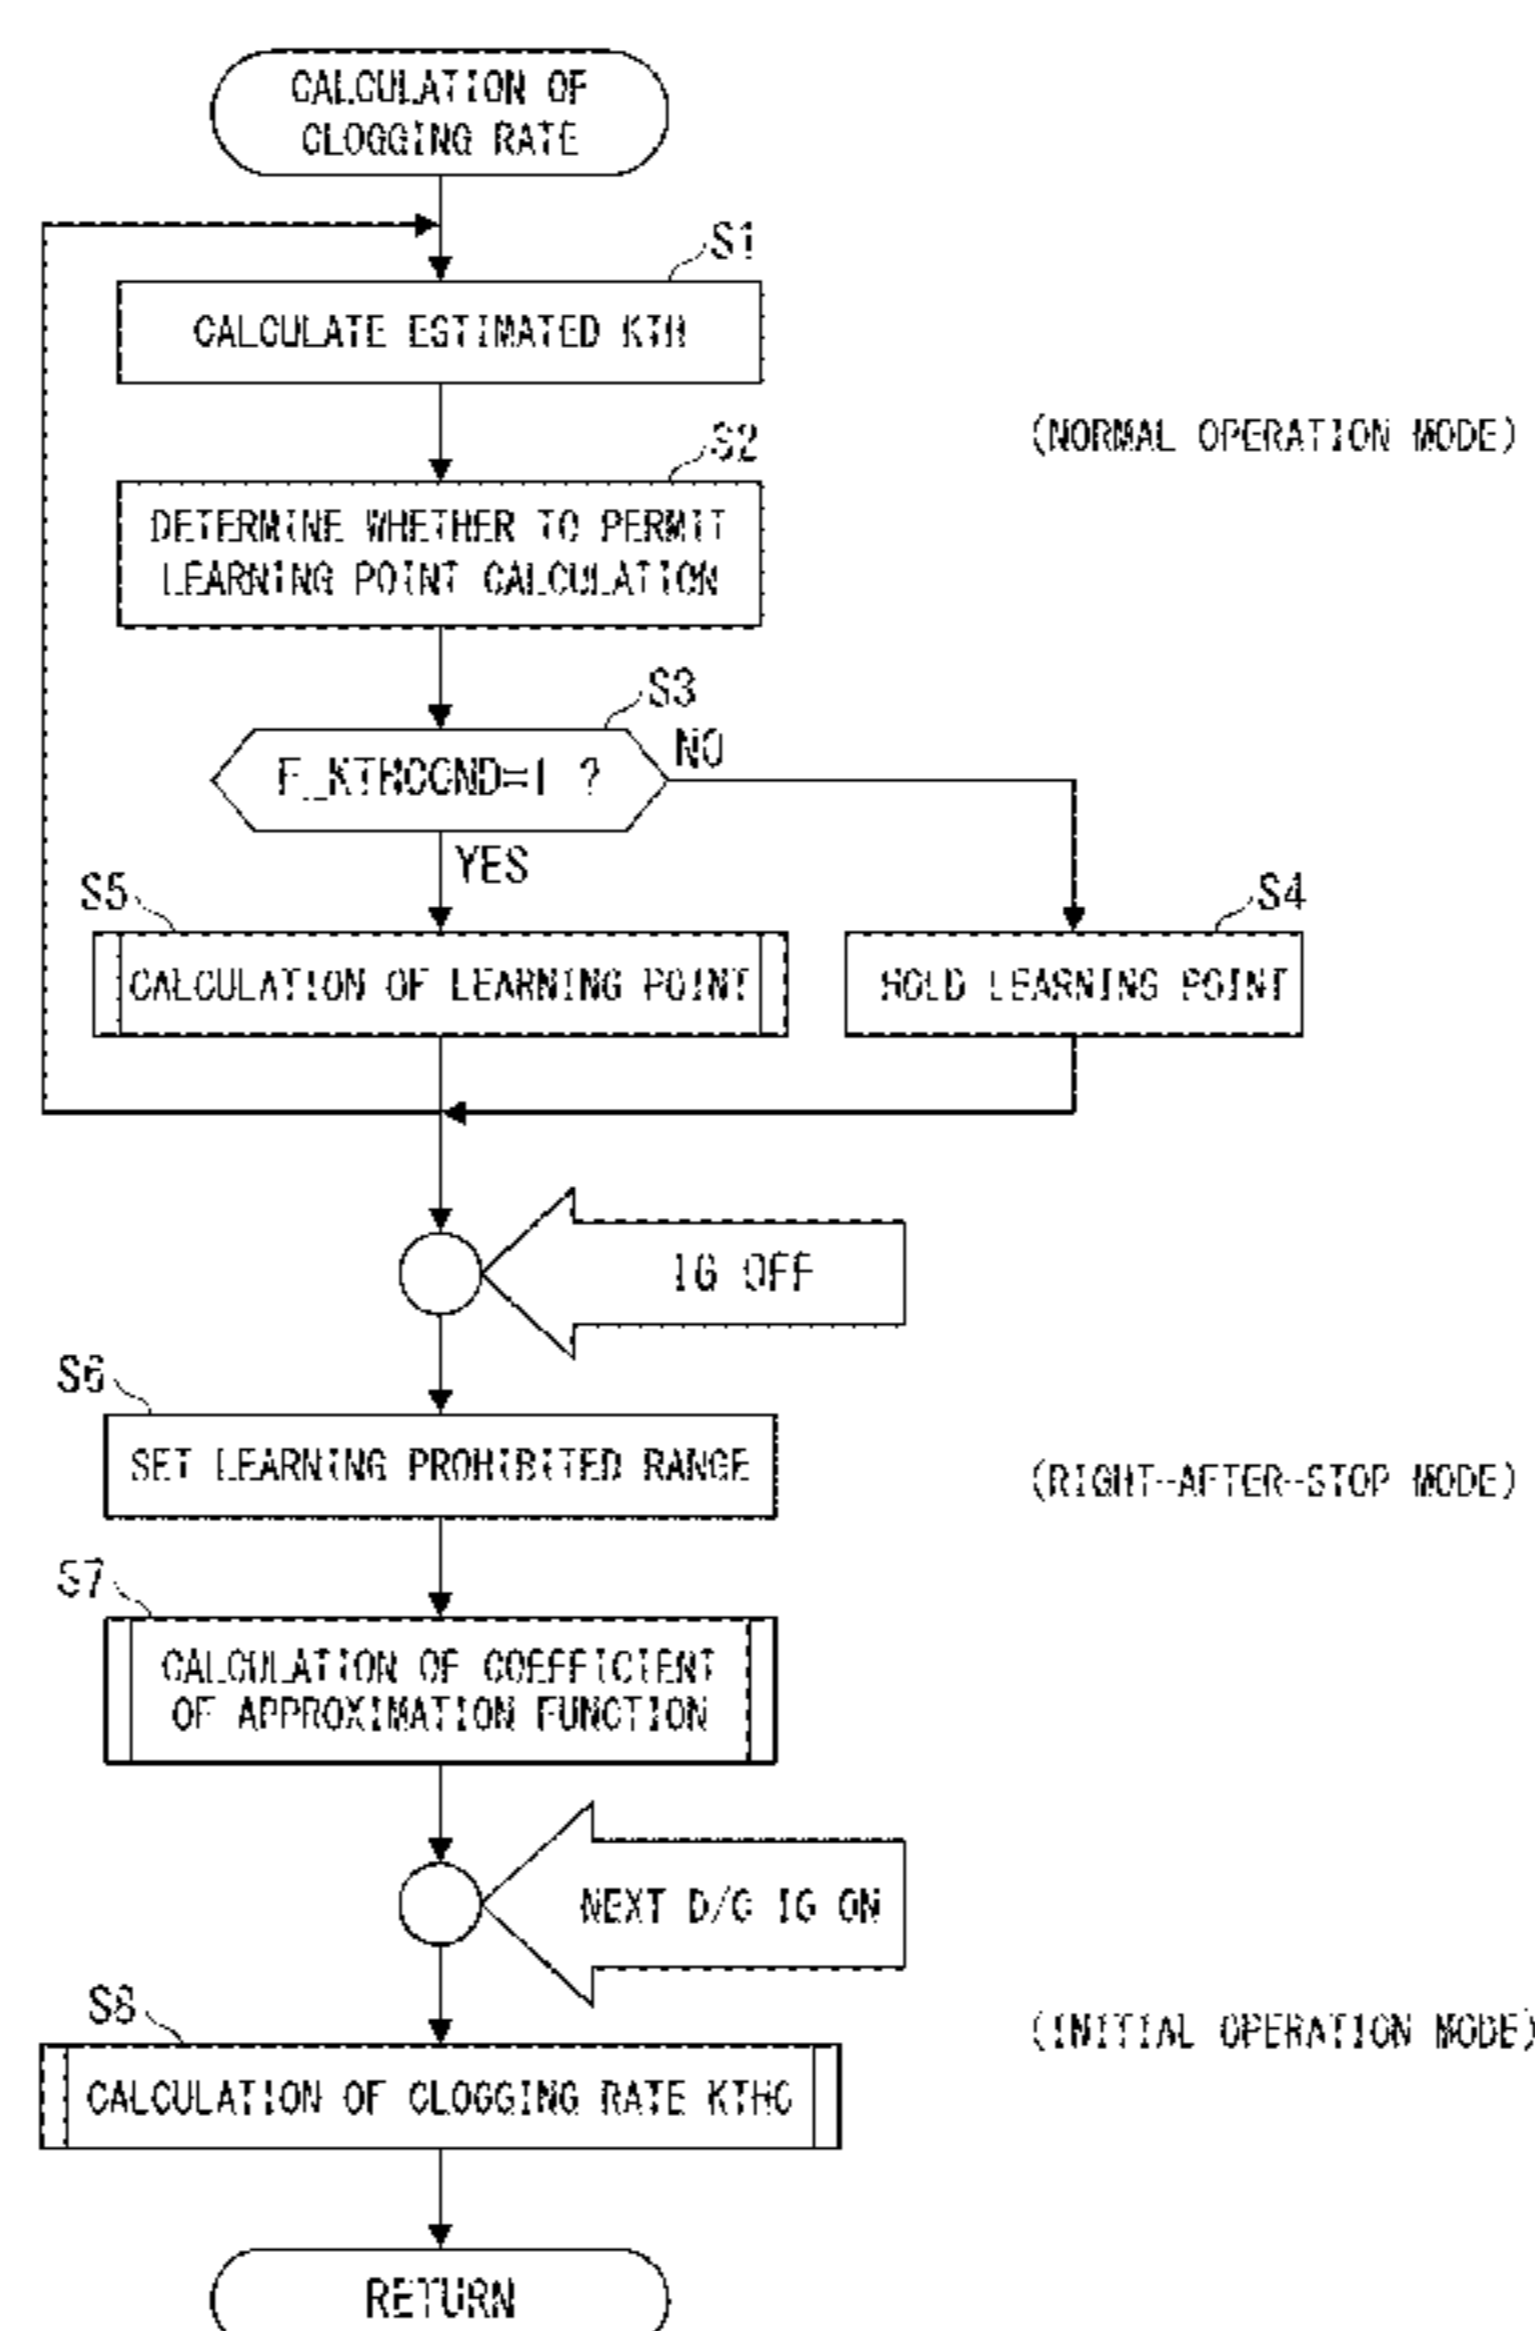 CALCULATION OF
CLOGGING RATE
S1
CALCULATE ESTIMATED KTH
(NORMAL OPERATION MODE)
S2
DETERMINE WHETHER TO PERMIT
LEARNING POINT CALCULATION
S3
F_KTHCCND=1 ?
NO
YES
S5
CALCULATION OF LEARNING POINT
S4
HOLD LEARNING POINT
IG OFF
S6
SET LEARNING PROHIBITED RANGE
(RIGHT-AFTER-STOP MODE)
S7
CALCULATION OF COEFFICIENT
OF APPROXIMATION FUNCTION
NEXT D/C IG ON
S8
(INITIAL OPERATION MODE)
CALCULATION OF CLOGGING RATE KTHC
RETURN